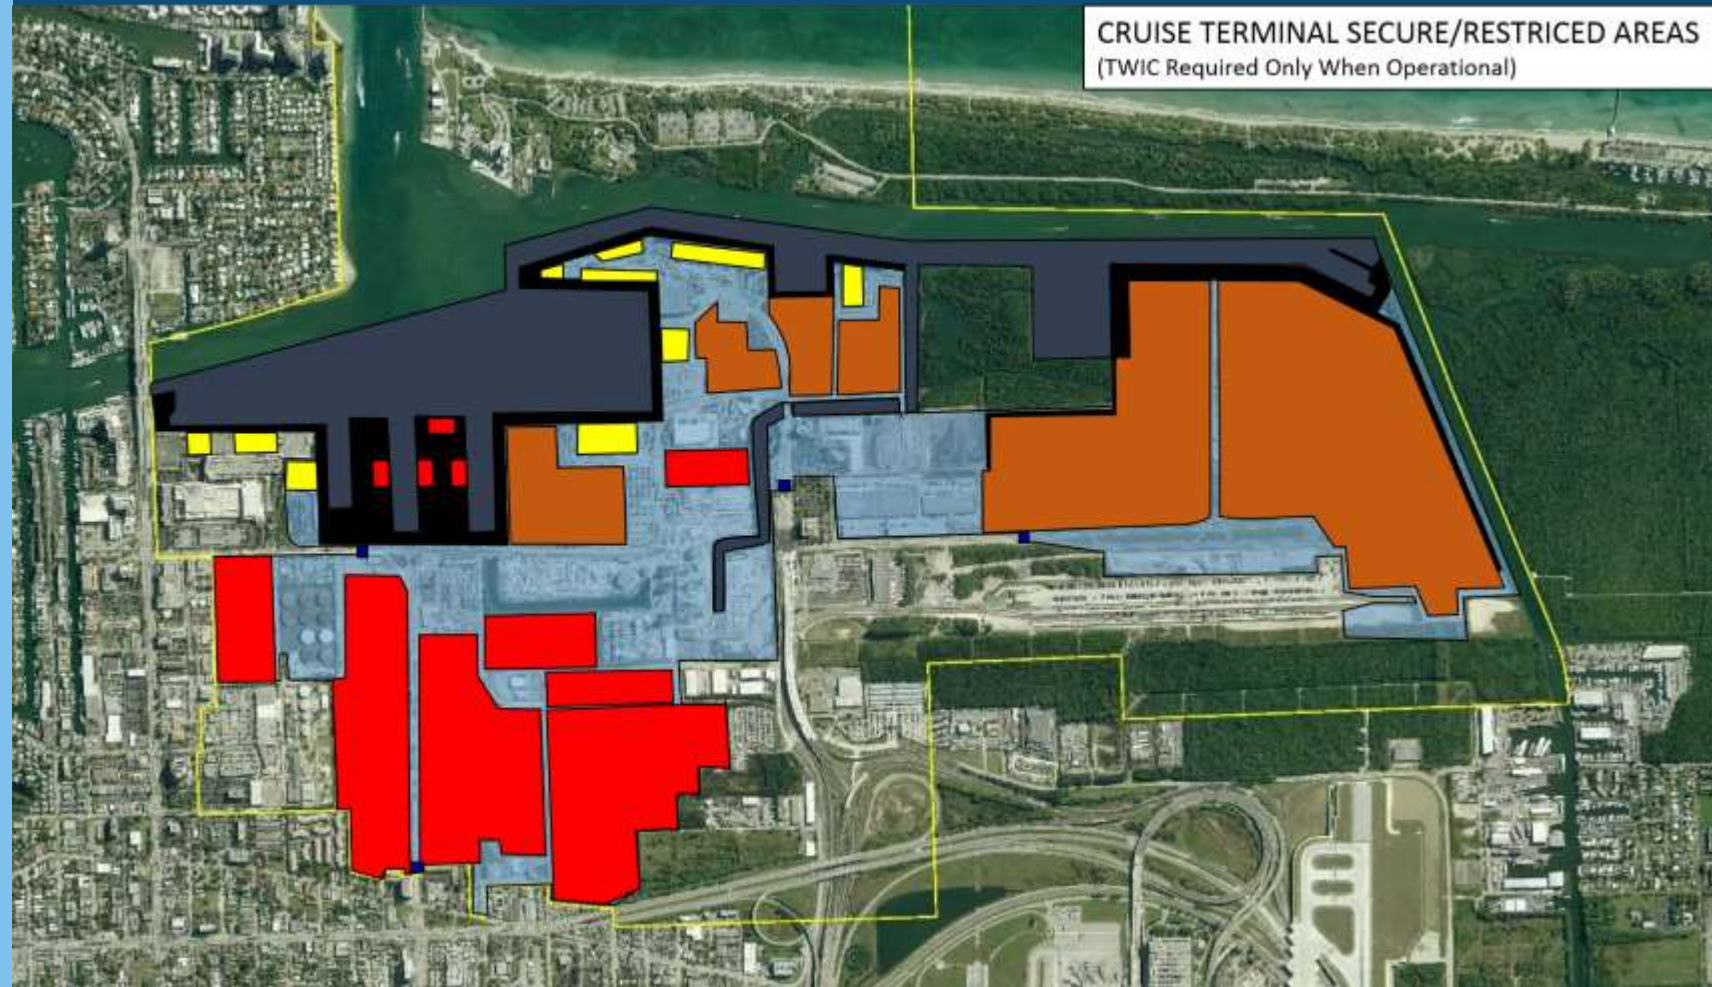 CRUISE TERMINAL SECURE/RESTRICED AREAS
(TWIC Required Only When Operational)